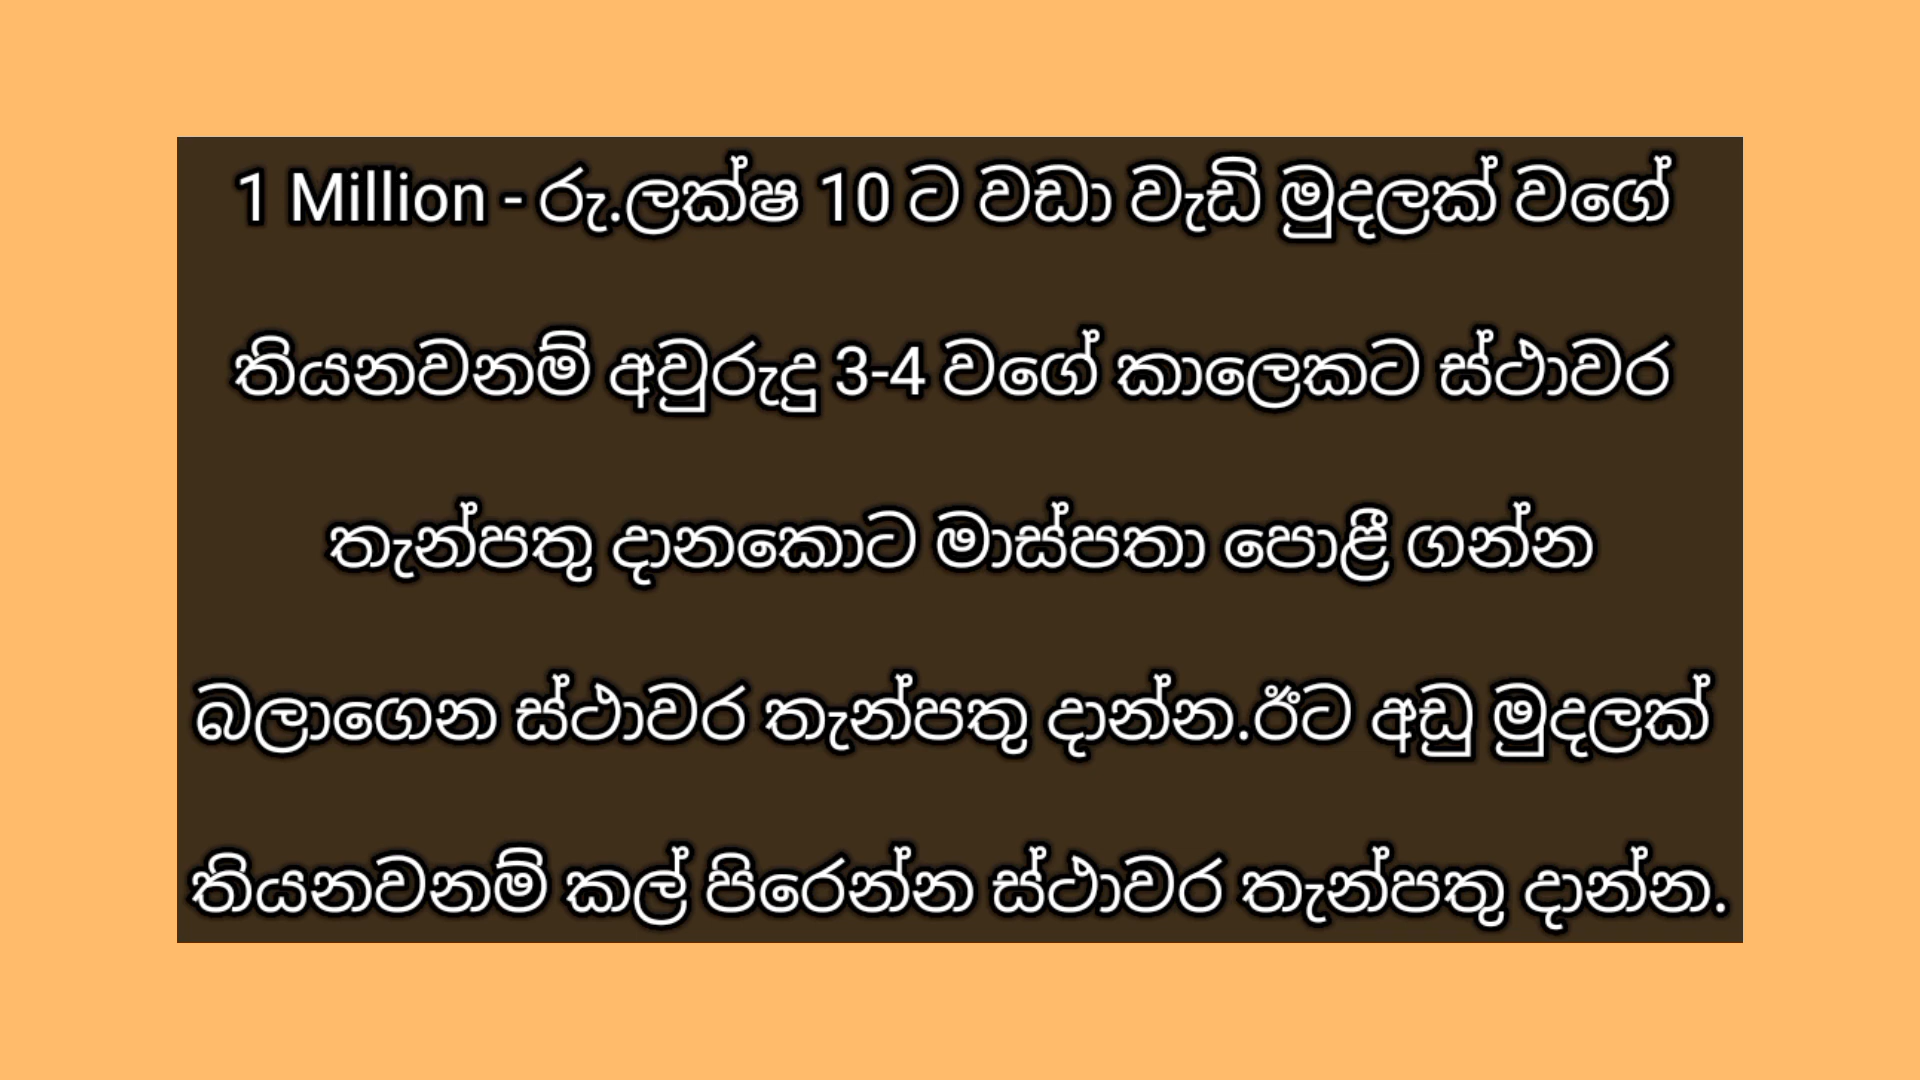 1 Million - රු.ලක්ෂ 10 ට වඩා වැඩි මුදලක් වගේ
තියනවනම් අවුරුදු 3-4 වගේ කාලෙකට ස්ථාවර
තැන්පතු දානකොට මාස්පතා පොළී ගන්න
බලාගෙන ස්ථාවර තැන්පතු දාන්න.ඊට අඩු මුදලක්
තියනවනම් කල් පිරෙන්න ස්ථාවර තැන්පතු දාන්න.